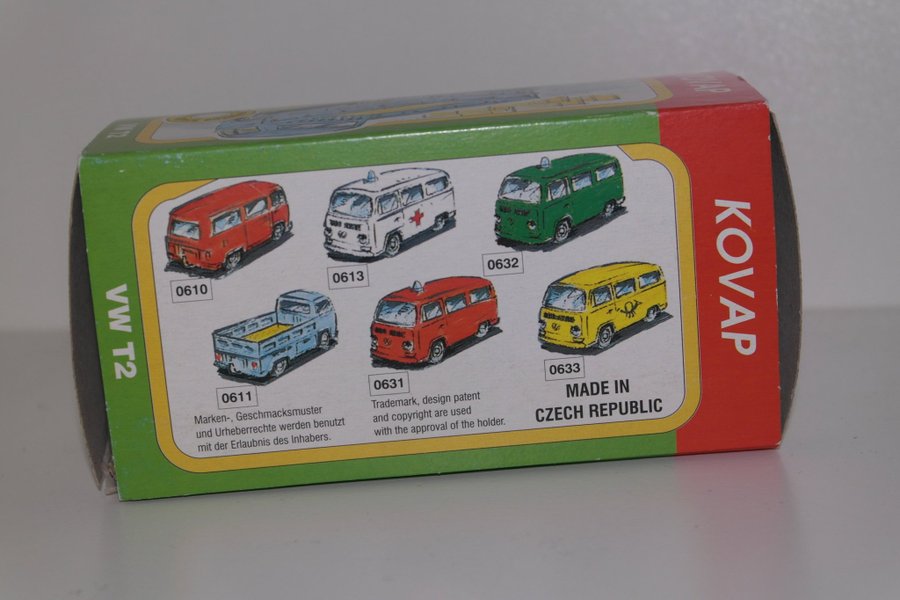 0610
0613
0632
0611
0631
0633
Marken-, Geschmacksmuster
und Urheberrechte werden benutzt
mit der Erlaubnis des Inhabers.
Trademark, design patent
and copyright are used
with the approval of the holder.
MADE IN
CZECH REPUBLIC
VW T2
KOVAP